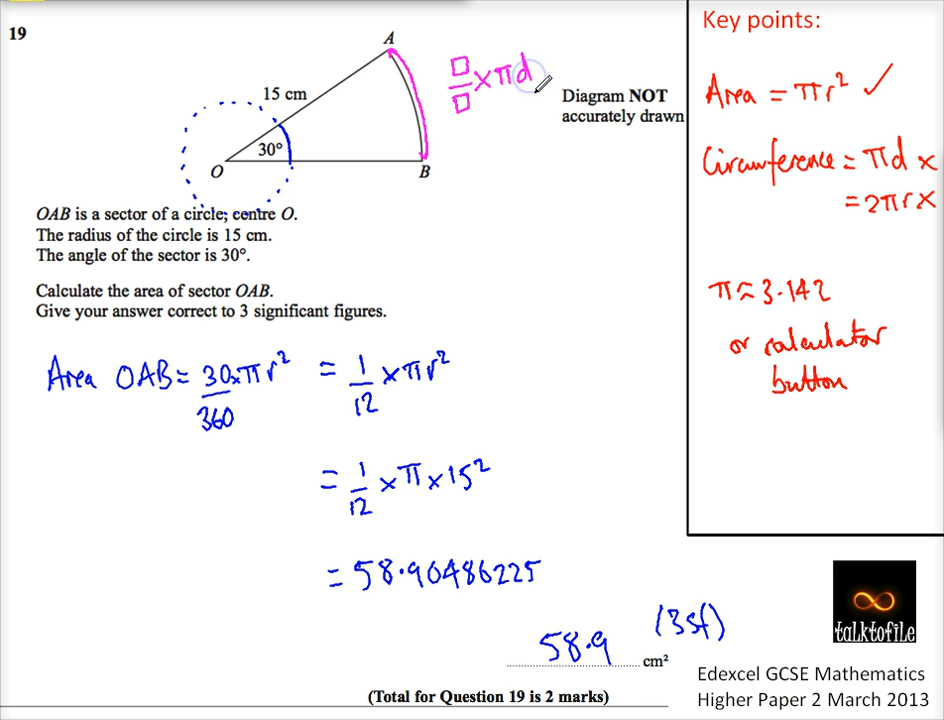 19
A
15 cm
30°
O
B
□/□ × πd
Diagram NOT
accurately drawn
OAB is a sector of a circle, centre O.
The radius of the circle is 15 cm.
The angle of the sector is 30°.
Calculate the area of sector OAB.
Give your answer correct to 3 significant figures.
Area OAB = 30/360 × πr² = 1/12 × πr²
= 1/12 × π × 15²
= 58.90486225
58.9 (3sf)
cm²
(Total for Question 19 is 2 marks)
Key points:
Area = πr² ✓
Circumference = πd ×
= 2πr ×
π ≈ 3.142
or calculator
button
talktofile
Edexcel GCSE Mathematics
Higher Paper 2 March 2013